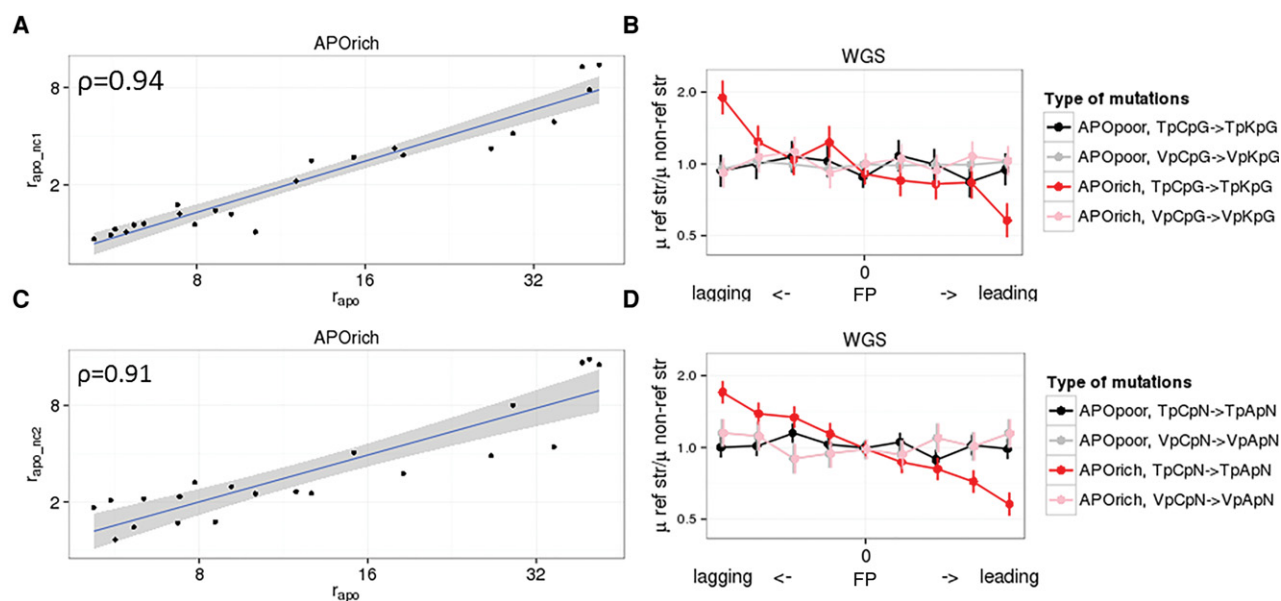 A
APOrich
ρ=0.94
r_apo_nc1
8
2
8
16
32
r_apo
B
WGS
μ ref str/μ non-ref str
2.0
1.0
0.5
0
lagging <- FP -> leading
Type of mutations
APOpoor, TpCpG->TpKpG
APOpoor, VpCpG->VpKpG
APOrich, TpCpG->TpKpG
APOrich, VpCpG->VpKpG
C
APOrich
ρ=0.91
r_apo_nc2
8
2
8
16
32
r_apo
D
WGS
μ ref str/μ non-ref str
2.0
1.0
0.5
0
lagging <- FP -> leading
Type of mutations
APOpoor, TpCpN->TpApN
APOpoor, VpCpN->VpApN
APOrich, TpCpN->TpApN
APOrich, VpCpN->VpApN